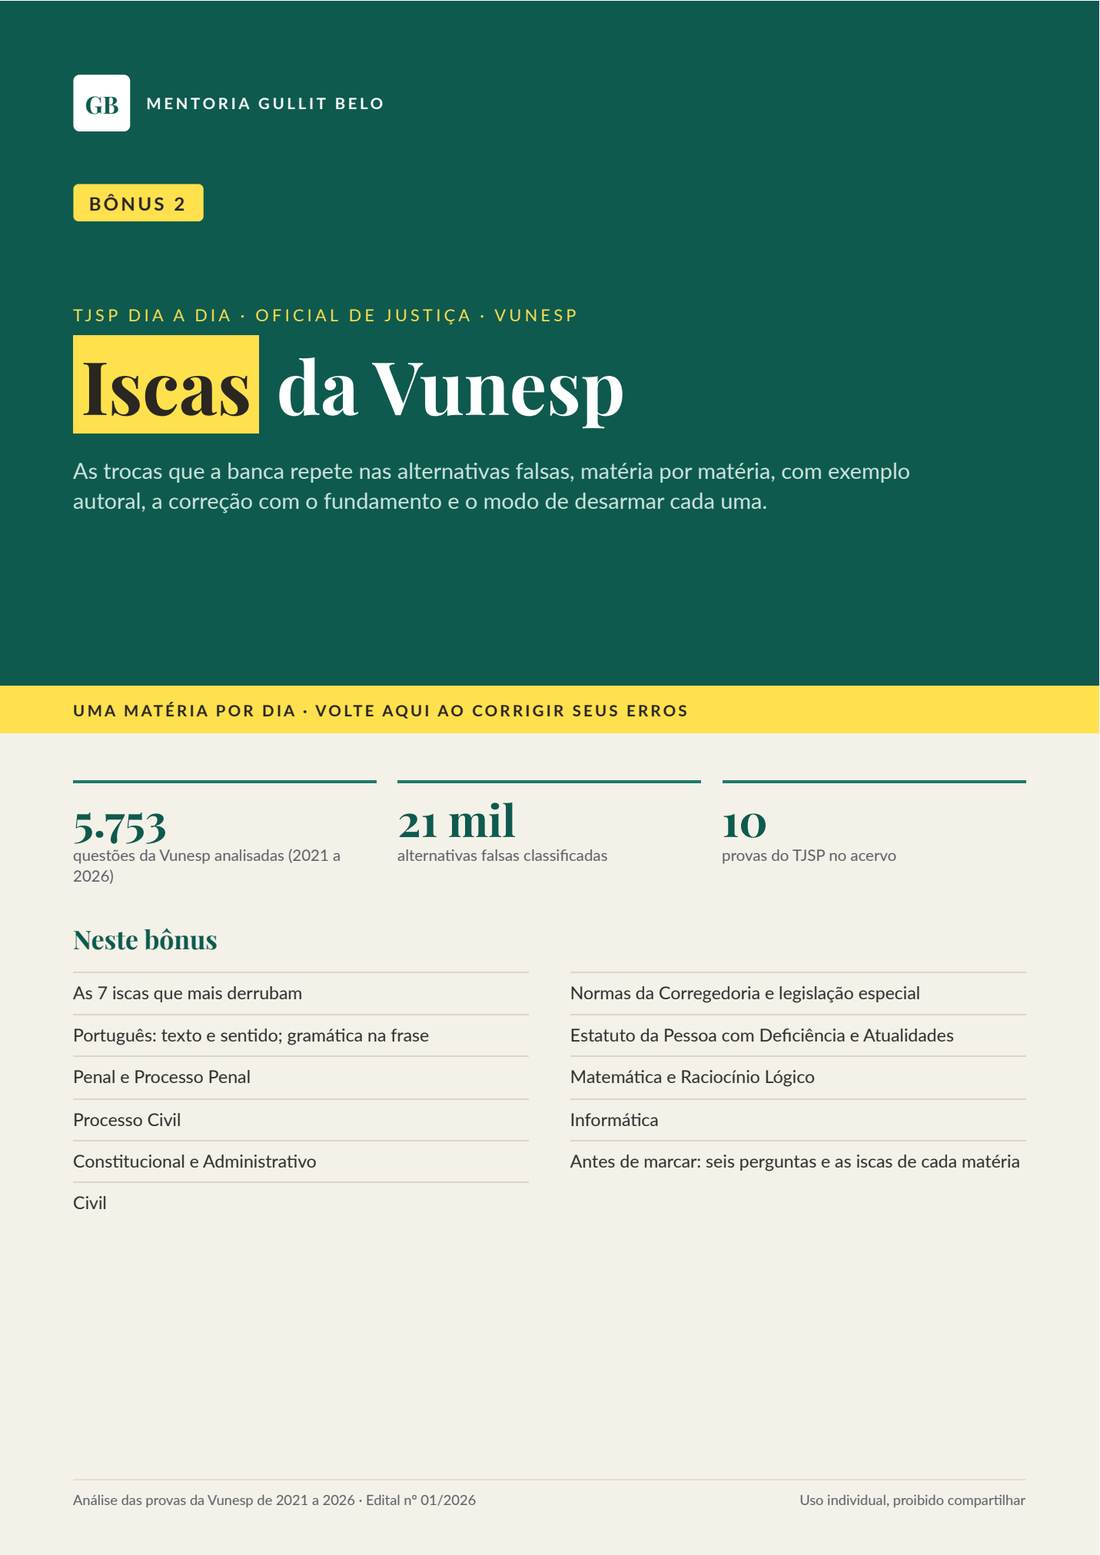 GB
MENTORIA GULLIT BELO
BÔNUS 2
TJSP DIA A DIA · OFICIAL DE JUSTIÇA · VUNESP
Iscas da Vunesp
As trocas que a banca repete nas alternativas falsas, matéria por matéria, com exemplo
autoral, a correção com o fundamento e o modo de desarmar cada uma.
UMA MATÉRIA POR DIA · VOLTE AQUI AO CORRIGIR SEUS ERROS
5.753
questões da Vunesp analisadas (2021 a
2026)
21 mil
alternativas falsas classificadas
10
provas do TJSP no acervo
Neste bônus
As 7 iscas que mais derrubam
Português: texto e sentido; gramática na frase
Penal e Processo Penal
Processo Civil
Constitucional e Administrativo
Civil
Normas da Corregedoria e legislação especial
Estatuto da Pessoa com Deficiência e Atualidades
Matemática e Raciocínio Lógico
Informática
Antes de marcar: seis perguntas e as iscas de cada matéria
Análise das provas da Vunesp de 2021 a 2026 · Edital nº 01/2026
Uso individual, proibido compartilhar